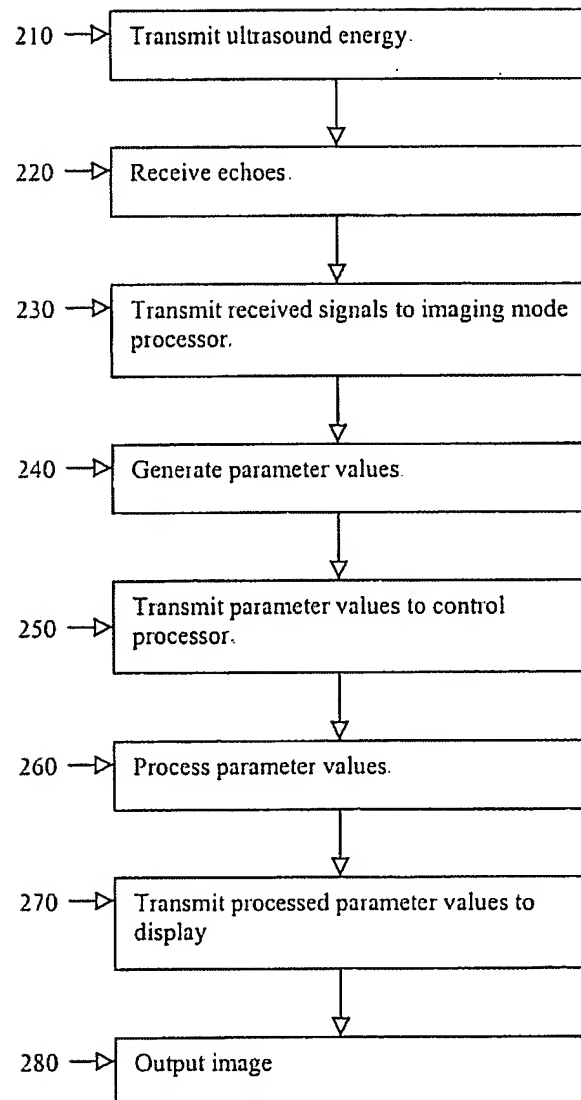 210 Transmit ultrasound energy.
220 Receive echoes.
230 Transmit received signals to imaging mode
processor.
240 Generate parameter values.
250 Transmit parameter values to control
processor.
260 Process parameter values.
270 Transmit processed parameter values to
display
280 Output image